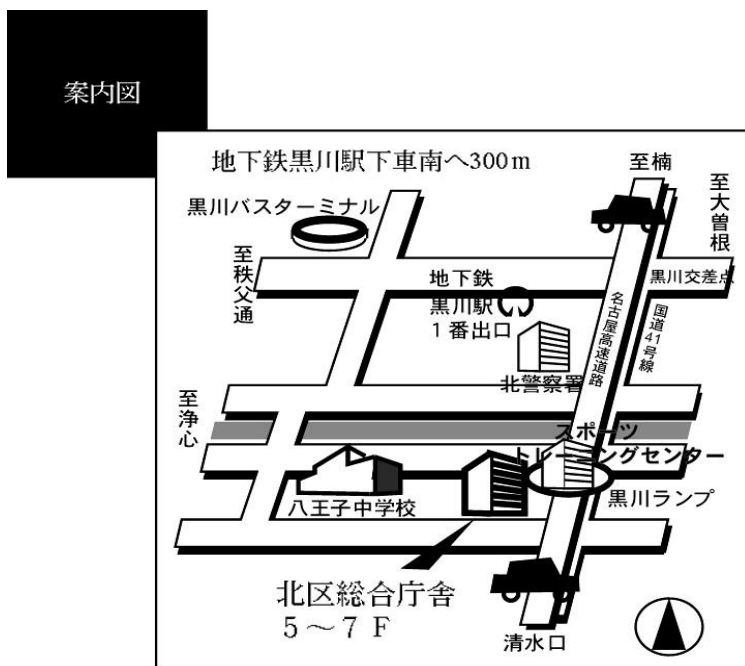 案内図
地下鉄黒川駅下車南へ300m
至楠
至大曽根
黒川バスターミナル
至秩父通
地下鉄
黒川駅
1番出口
黒川交差点
名古屋高速道路
国道41号線
北警察署
至浄心
スポーツ
トレーニングセンター
八王子中学校
黒川ランプ
北区総合庁舎
5〜7F
清水口